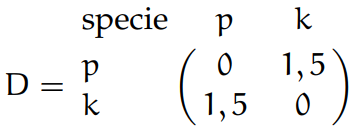 specie p k
D = p ( 0 1,5
k 1,5 0 )